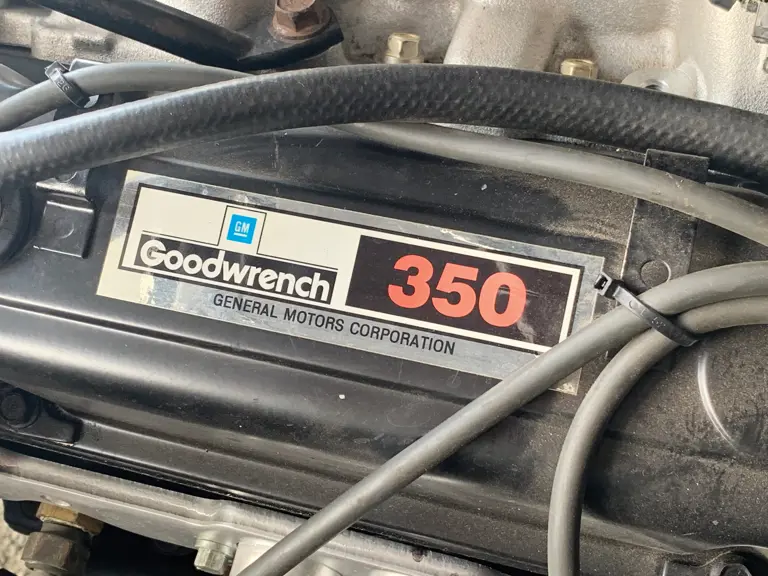 GM
Goodwrench
350
GENERAL MOTORS CORPORATION